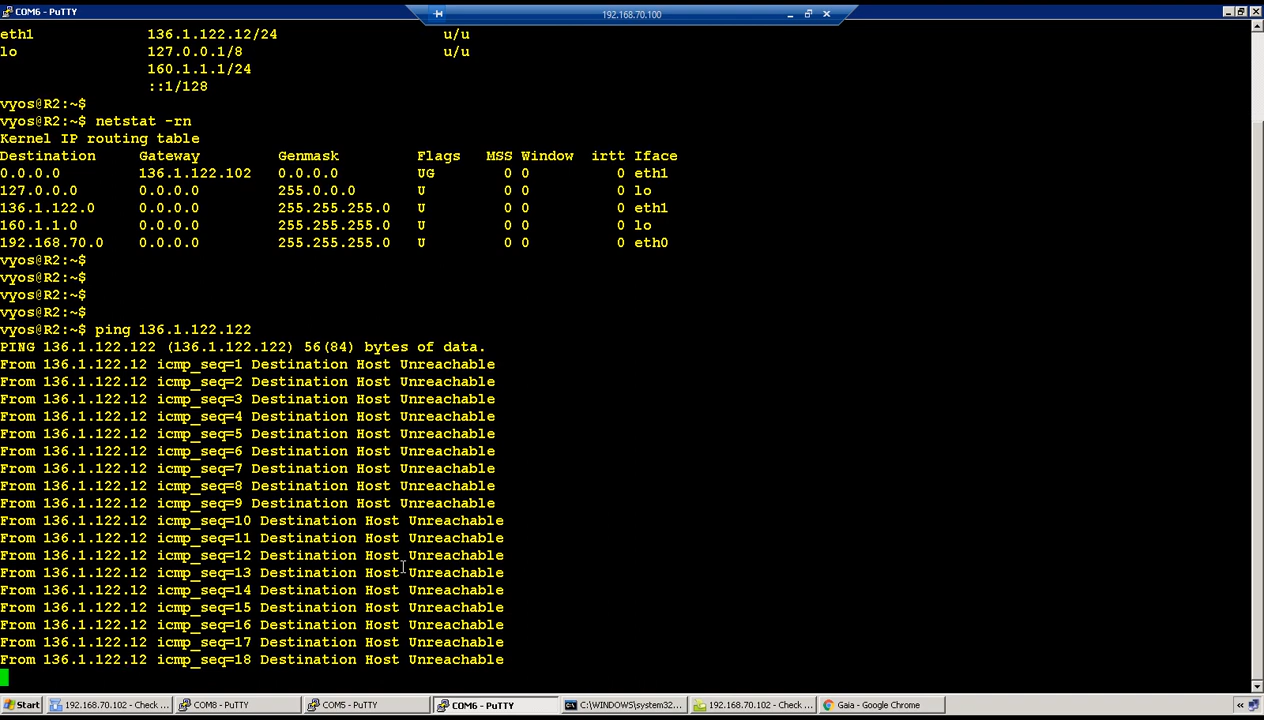 COM6 - PuTTY
192.168.70.100
eth1 136.1.122.12/24 u/u
lo 127.0.0.1/8 u/u
160.1.1.1/24
::1/128
vyos@R2:~$
vyos@R2:~$ netstat -rn
Kernel IP routing table
Destination Gateway Genmask Flags MSS Window irtt Iface
0.0.0.0 136.1.122.102 0.0.0.0 UG 0 0 0 eth1
127.0.0.0 0.0.0.0 255.0.0.0 U 0 0 0 lo
136.1.122.0 0.0.0.0 255.255.255.0 U 0 0 0 eth1
160.1.1.0 0.0.0.0 255.255.255.0 U 0 0 0 lo
192.168.70.0 0.0.0.0 255.255.255.0 U 0 0 0 eth0
vyos@R2:~$
vyos@R2:~$
vyos@R2:~$
vyos@R2:~$
vyos@R2:~$ ping 136.1.122.122
PING 136.1.122.122 (136.1.122.122) 56(84) bytes of data.
From 136.1.122.12 icmp_seq=1 Destination Host Unreachable
From 136.1.122.12 icmp_seq=2 Destination Host Unreachable
From 136.1.122.12 icmp_seq=3 Destination Host Unreachable
From 136.1.122.12 icmp_seq=4 Destination Host Unreachable
From 136.1.122.12 icmp_seq=5 Destination Host Unreachable
From 136.1.122.12 icmp_seq=6 Destination Host Unreachable
From 136.1.122.12 icmp_seq=7 Destination Host Unreachable
From 136.1.122.12 icmp_seq=8 Destination Host Unreachable
From 136.1.122.12 icmp_seq=9 Destination Host Unreachable
From 136.1.122.12 icmp_seq=10 Destination Host Unreachable
From 136.1.122.12 icmp_seq=11 Destination Host Unreachable
From 136.1.122.12 icmp_seq=12 Destination Host Unreachable
From 136.1.122.12 icmp_seq=13 Destination Host Unreachable
From 136.1.122.12 icmp_seq=14 Destination Host Unreachable
From 136.1.122.12 icmp_seq=15 Destination Host Unreachable
From 136.1.122.12 icmp_seq=16 Destination Host Unreachable
From 136.1.122.12 icmp_seq=17 Destination Host Unreachable
From 136.1.122.12 icmp_seq=18 Destination Host Unreachable
Start 192.168.70.102 - Check ... COM8 - PuTTY COM5 - PuTTY COM6 - PuTTY C:\WINDOWS\system32... 192.168.70.102 - Check ... Gaia - Google Chrome